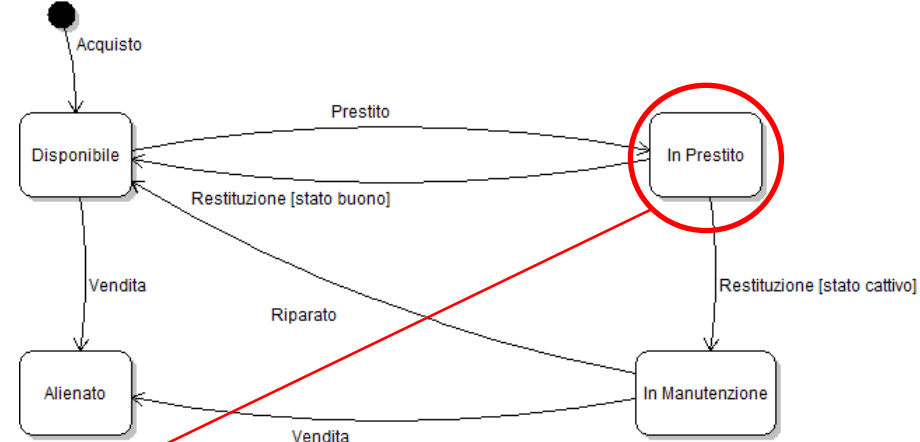 Acquisto
Prestito
Disponibile
In Prestito
Restituzione [stato buono]
Vendita
Restituzione [stato cattivo]
Riparato
Alienato
In Manutenzione
Vendita